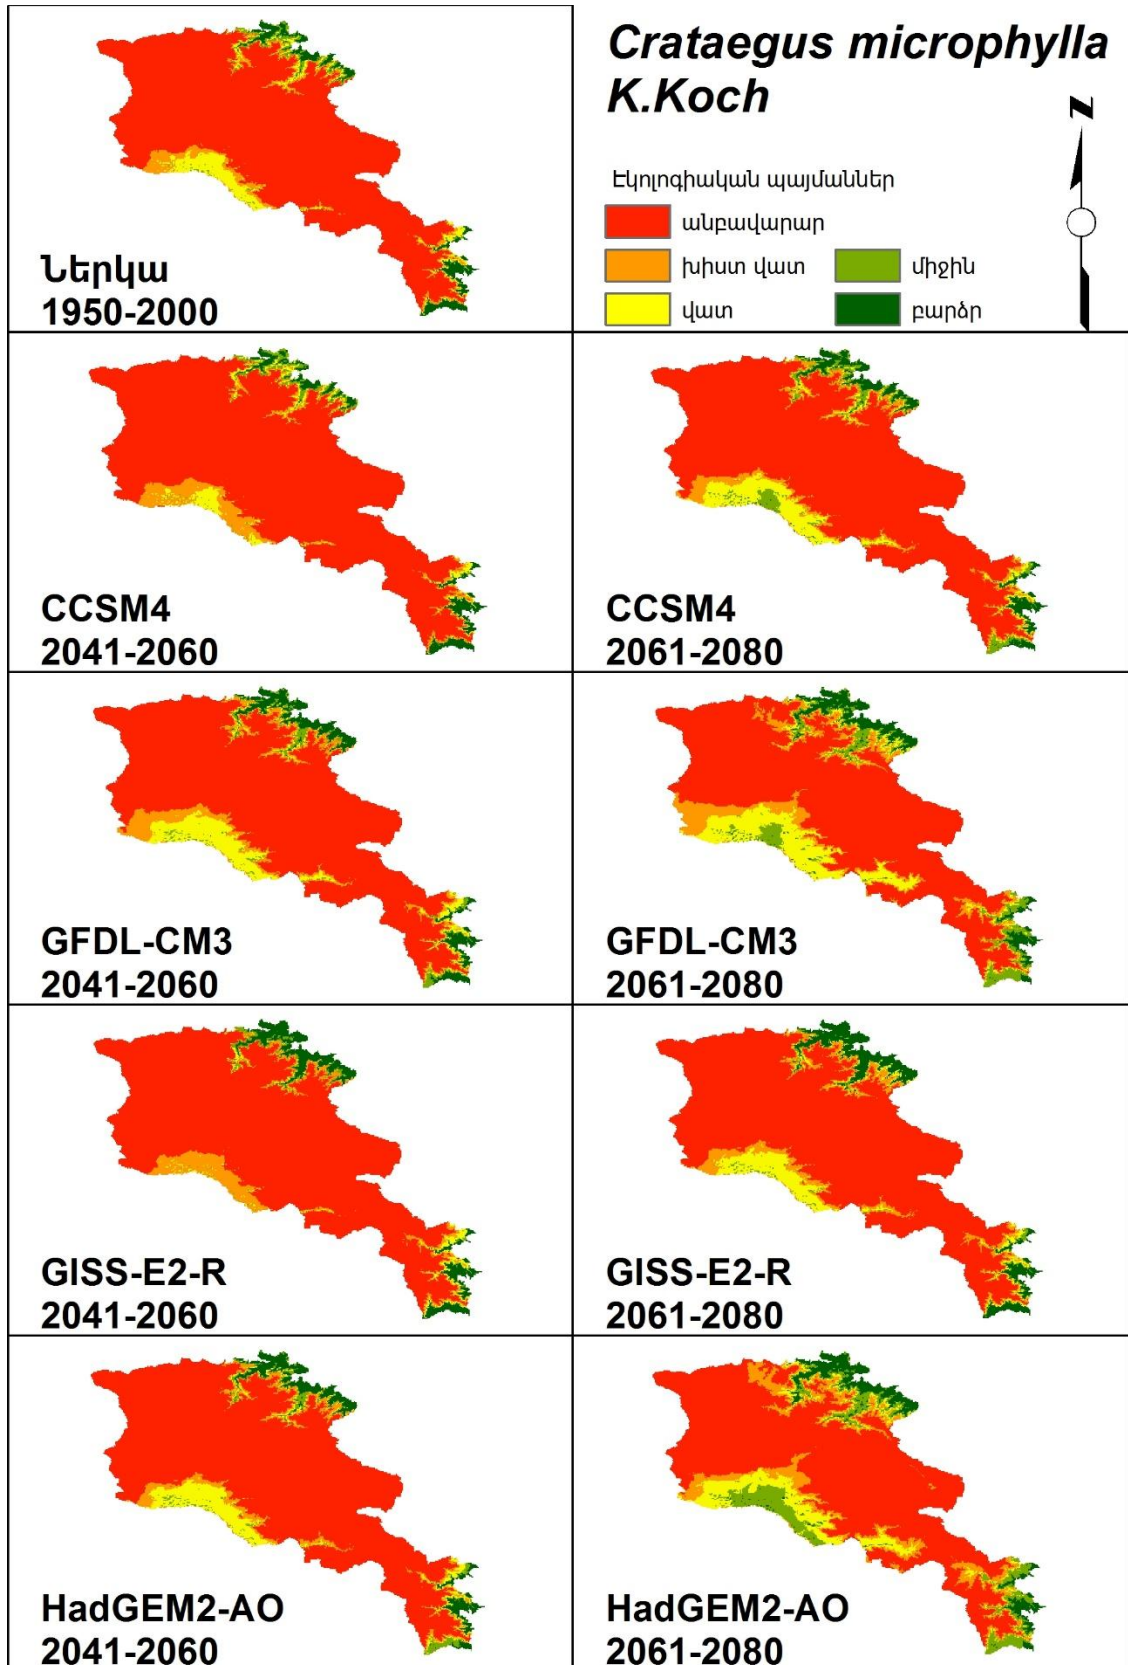 Crataegus microphylla
K.Koch
N
Էկոլոգիական պայմաններ
անբավարար
խիստ վատ
միջին
վատ
բարձր
Ներկա
1950-2000
CCSM4
2041-2060
CCSM4
2061-2080
GFDL-CM3
2041-2060
GFDL-CM3
2061-2080
GISS-E2-R
2041-2060
GISS-E2-R
2061-2080
HadGEM2-AO
2041-2060
HadGEM2-AO
2061-2080